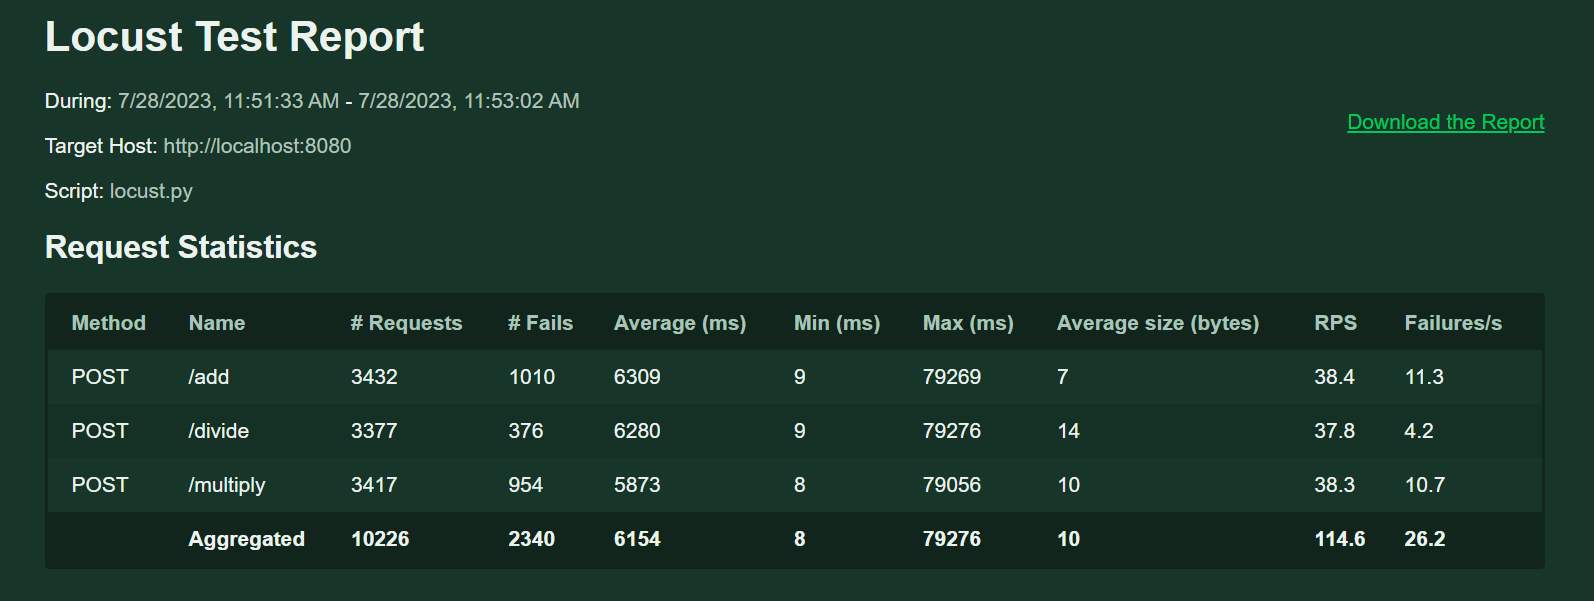 Locust Test Report
During: 7/28/2023, 11:51:33 AM - 7/28/2023, 11:53:02 AM
Download the Report
Target Host: http://localhost:8080
Script: locust.py
Request Statistics
Method Name # Requests # Fails Average (ms) Min (ms) Max (ms) Average size (bytes) RPS Failures/s
POST /add 3432 1010 6309 9 79269 7 38.4 11.3
POST /divide 3377 376 6280 9 79276 14 37.8 4.2
POST /multiply 3417 954 5873 8 79056 10 38.3 10.7
Aggregated 10226 2340 6154 8 79276 10 114.6 26.2